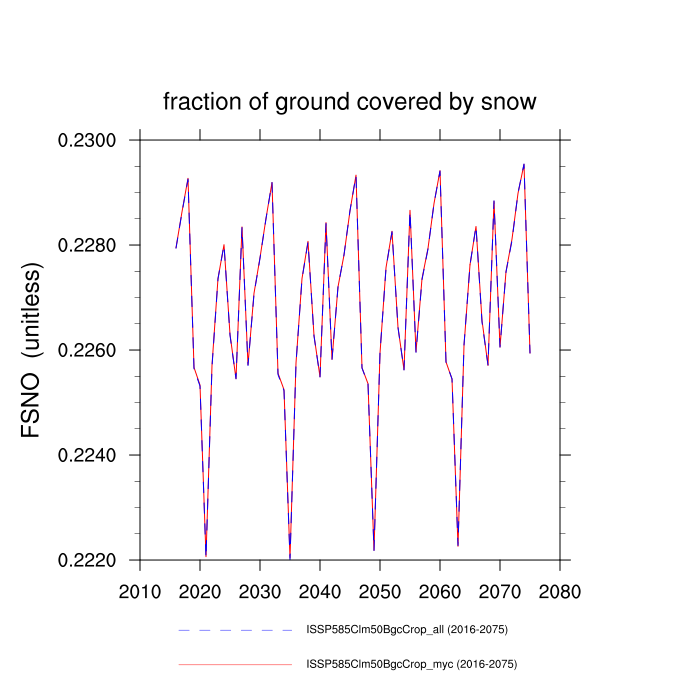 fraction of ground covered by snow
0.2300
0.2280
0.2260
0.2240
0.2220
FSNO (unitless)
2010 2020 2030 2040 2050 2060 2070 2080
ISSP585Clm50BgcCrop_all (2016-2075)
ISSP585Clm50BgcCrop_myc (2016-2075)